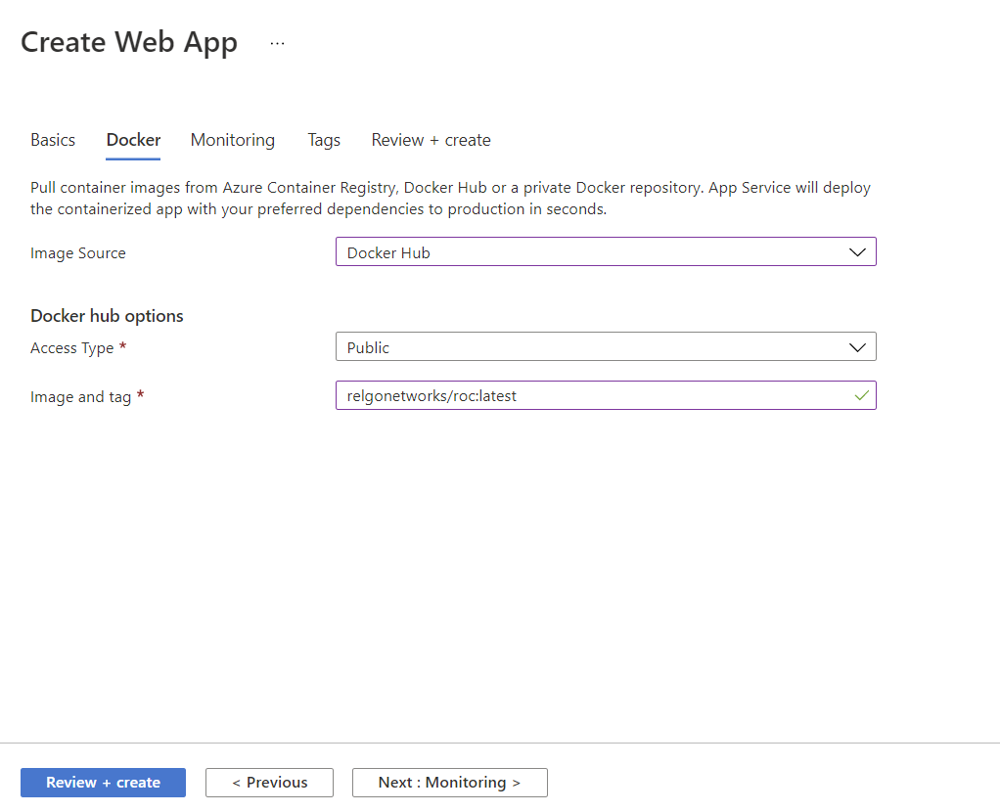 Create Web App ...
Basics Docker Monitoring Tags Review + create
Pull container images from Azure Container Registry, Docker Hub or a private Docker repository. App Service will deploy
the containerized app with your preferred dependencies to production in seconds.
Image Source Docker Hub
Docker hub options
Access Type * Public
Image and tag * relgonetworks/roc:latest
Review + create < Previous Next : Monitoring >